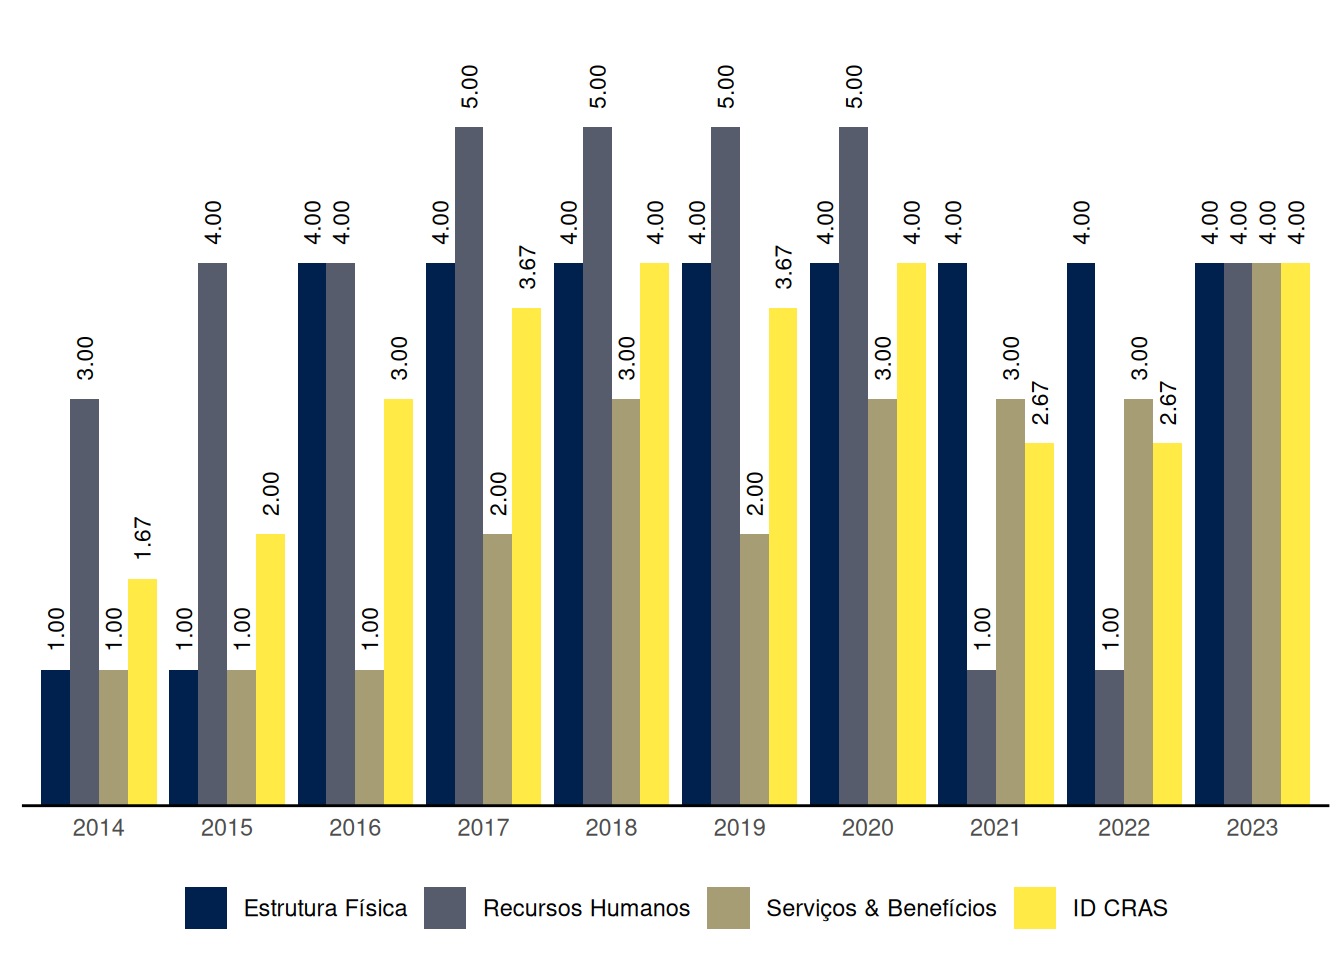 5.00 5.00 5.00 5.00
4.00 4.00 4.00 4.00 4.00 4.00 4.00 4.00 4.00 4.00 4.00 4.00 4.00 4.00
3.67 3.67
3.00 3.00 3.00 3.00 3.00 3.00
2.67 2.67
2.00 2.00 2.00
1.67
1.00 1.00 1.00 1.00 1.00 1.00 1.00
2014 2015 2016 2017 2018 2019 2020 2021 2022 2023
Estrutura Física Recursos Humanos Serviços & Benefícios ID CRAS